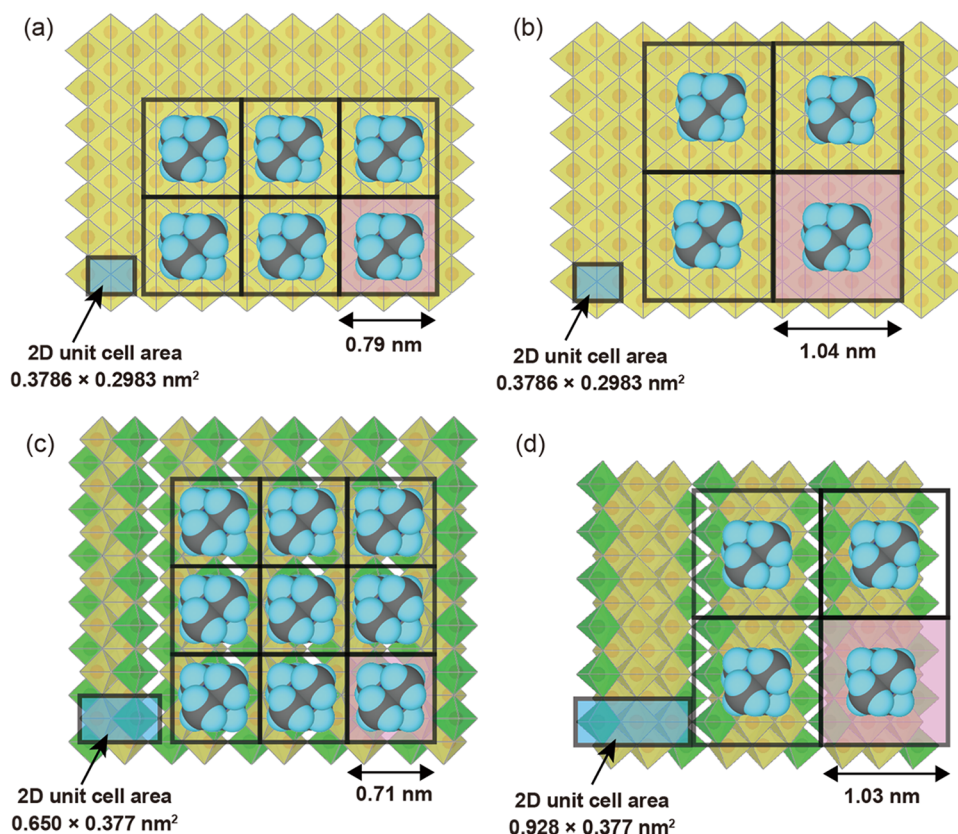 (a)
0.79 nm
2D unit cell area
0.3786 × 0.2983 nm²
(b)
1.04 nm
2D unit cell area
0.3786 × 0.2983 nm²
(c)
0.71 nm
2D unit cell area
0.650 × 0.377 nm²
(d)
1.03 nm
2D unit cell area
0.928 × 0.377 nm²